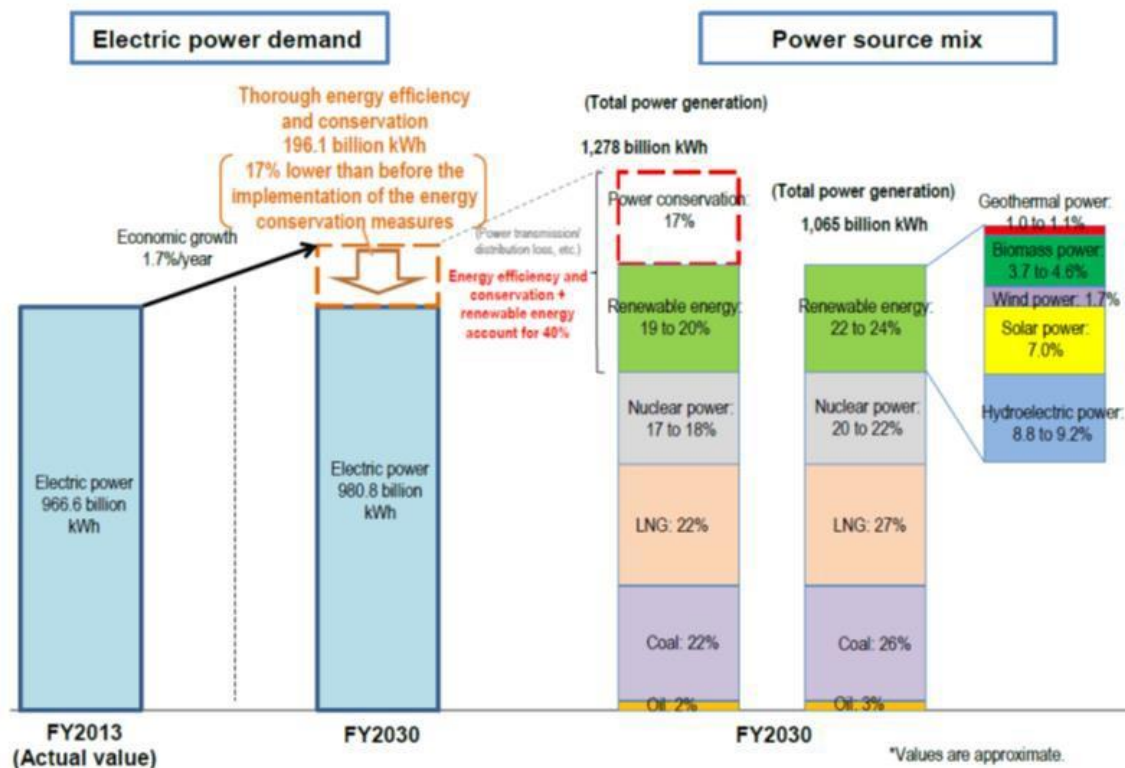 Electric power demand
Power source mix
Thorough energy efficiency
and conservation
196.1 billion kWh
17% lower than before the
implementation of the energy
conservation measures
Economic growth
1.7%/year
(Power transmission/
distribution loss, etc.)
Energy efficiency and
conservation +
renewable energy
account for 40%
Electric power
966.6 billion
kWh
Electric power
980.8 billion
kWh
FY2013
(Actual value)
FY2030
(Total power generation)
1,278 billion kWh
Power conservation:
17%
Renewable energy:
19 to 20%
Nuclear power:
17 to 18%
LNG: 22%
Coal: 22%
Oil: 2%
(Total power generation)
1,065 billion kWh
Renewable energy:
22 to 24%
Nuclear power:
20 to 22%
LNG: 27%
Coal: 26%
Oil: 3%
Geothermal power:
1.0 to 1.1%
Biomass power:
3.7 to 4.6%
Wind power: 1.7%
Solar power:
7.0%
Hydroelectric power:
8.8 to 9.2%
FY2030
*Values are approximate.